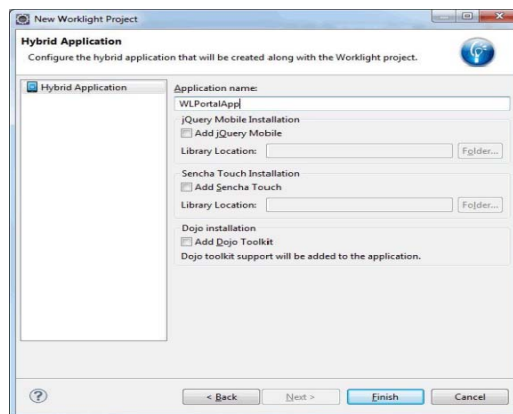 New Worklight Project
Hybrid Application
Configure the hybrid application that will be created along with the Worklight project.
Hybrid Application
Application name:
WLPortalApp
jQuery Mobile Installation
Add jQuery Mobile
Library Location:
Folder...
Sencha Touch Installation
Add Sencha Touch
Library Location:
Folder...
Dojo installation
Add Dojo Toolkit
Dojo toolkit support will be added to the application.
?
< Back
Next >
Finish
Cancel